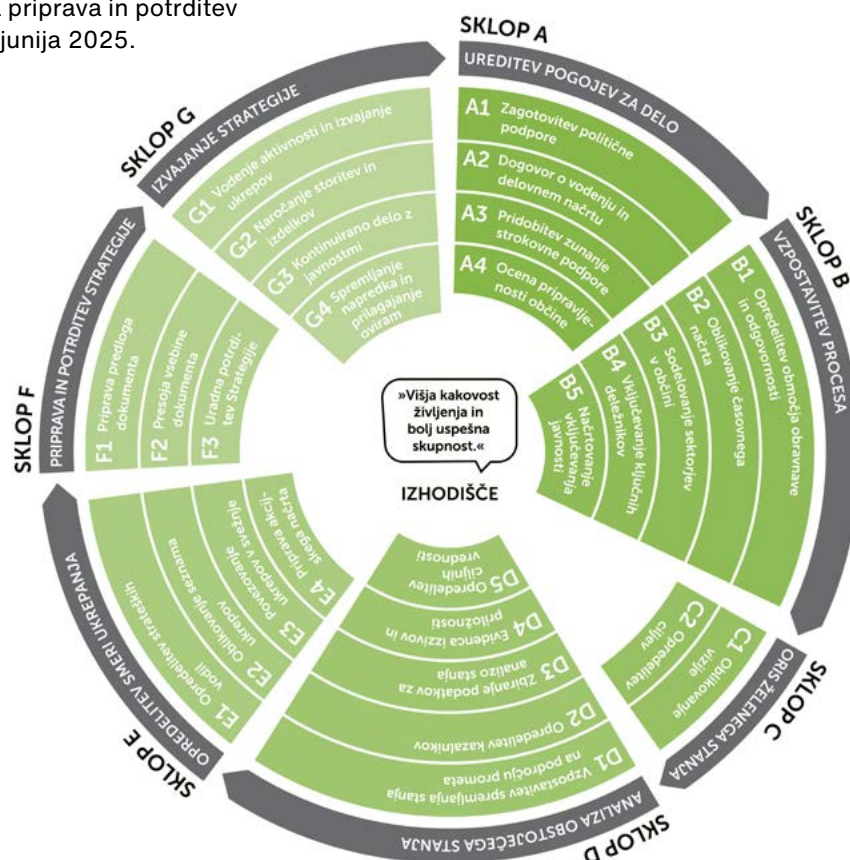 priprava in potrditev
junija 2025.
SKLOP A
UREDITEV POGOJEV ZA DELO
A1 Zagotovitev politične
podpore
A2 Dogovor o vodenju in
delovnem načrtu
A3 Pridobitev zunanje
strokovne podpore
A4 Ocena pripravlje-
nosti občine
SKLOP B
VZPOSTAVITEV PROCESA
B1 Opredelitev območja obravnave
in odgovornosti
B2 Oblikovanje časovnega
načrta
B3 Sodelovanje sektorjev
v občini
B4 Vključevanje ključnih
deležnikov
B5 Načrtovanje
vključevanja
javnosti
SKLOP C
ORIS ŽELENEGA STANJA
C1 Oblikovanje
vizije
C2 Opredelitev
ciljev
SKLOP D
ANALIZA OBSTOJEČEGA STANJA
D1 Vzpostavitev spremljanja stanja
na področju prometa
D2 Opredelitev kazalnikov
D3 Zbiranje podatkov za
analizo stanja
D4 Evidenca izzivov in
priložnosti
D5 Opredelitev
ciljnih
vrednosti
SKLOP E
OPREDELITEV SMERI UKREPANJA
E1 Opredelitev strateških
vodil
E2 Oblikovanje seznama
ukrepov
E3 Povezovanje
ukrepov v svežnje
E4 Priprava akcij-
skega načrta
SKLOP F
PRIPRAVA IN POTRDITEV STRATEGIJE
F1 Priprava predloga
dokumenta
F2 Presoja vsebine
dokumenta
F3 Uradna potrdi-
tev Strategije
SKLOP G
IZVAJANJE STRATEGIJE
G1 Vodenje aktivnosti in izvajanje
ukrepov
G2 Naročanje storitev in
izdelkov
G3 Kontinuirano delo z
javnostmi
G4 Spremljanje
napredka in
prilagajanje
oviram
»Višja kakovost
življenja in
bolj uspešna
skupnost.«
IZHODIŠČE